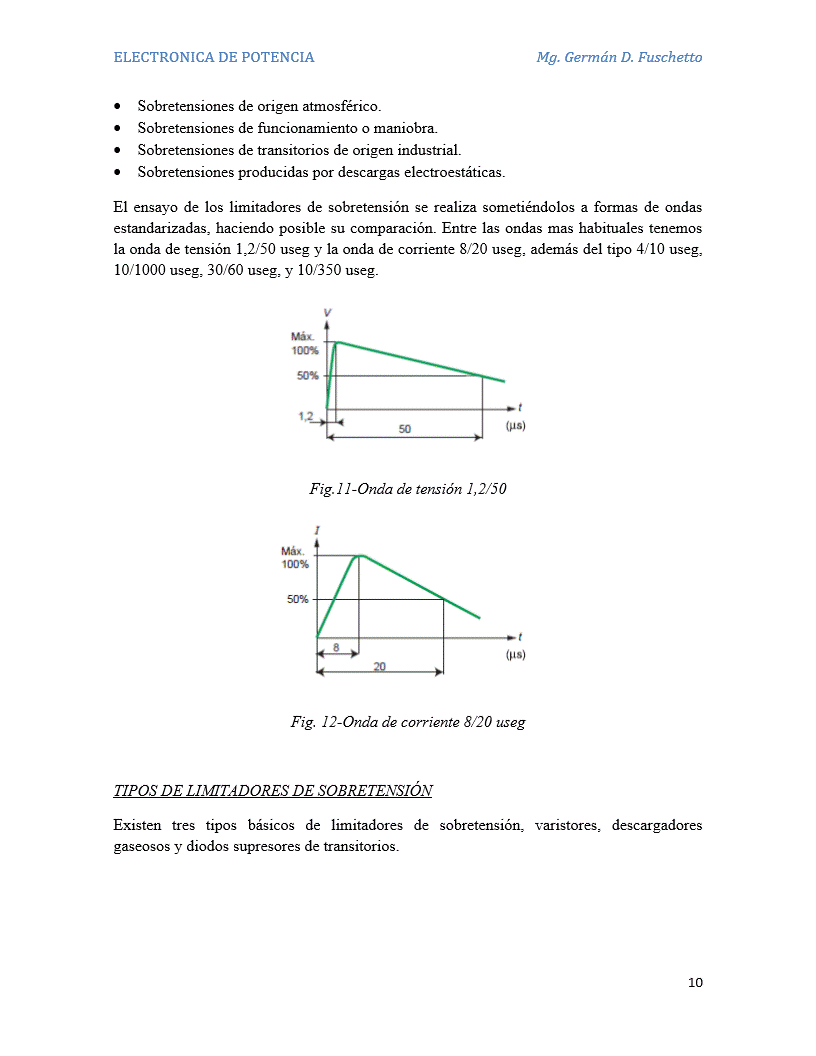 ELECTRONICA DE POTENCIA Mg. Germán D. Fuschetto
• Sobretensiones de origen atmosférico.
• Sobretensiones de funcionamiento o maniobra.
• Sobretensiones de transitorios de origen industrial.
• Sobretensiones producidas por descargas electroestáticas.
El ensayo de los limitadores de sobretensión se realiza sometiéndolos a formas de ondas
estandarizadas, haciendo posible su comparación. Entre las ondas mas habituales tenemos
la onda de tensión 1,2/50 useg y la onda de corriente 8/20 useg, además del tipo 4/10 useg,
10/1000 useg, 30/60 useg, y 10/350 useg.
V
Máx.
100%
50%
t
1,2
50
(µs)
Fig.11-Onda de tensión 1,2/50
I
Máx.
100%
50%
t
8
(µs)
20
Fig. 12-Onda de corriente 8/20 useg
TIPOS DE LIMITADORES DE SOBRETENSIÓN
Existen tres tipos básicos de limitadores de sobretensión, varistores, descargadores
gaseosos y diodos supresores de transitorios.
10